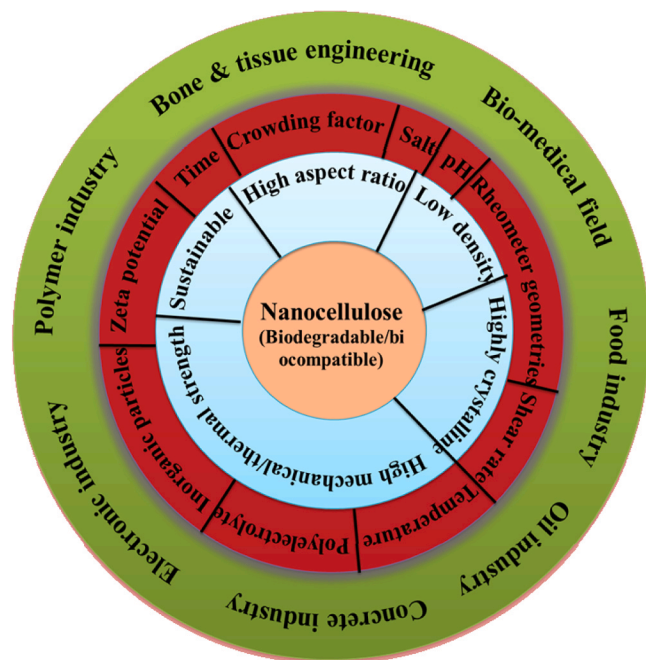 Bone & tissue engineering
Bio-medical field
Food industry
Oil industry
Concrete industry
Electronic industry
Polymer industry
Crowding factor
Salt
pH
Rheometer geometries
Shear rate
Temperature
Polyelectrolyte
Inorganic particles
Zeta potential
Time
High aspect ratio
Low density
Highly crystalline
High mechanical/thermal strength
Sustainable
Nanocellulose
(Biodegradable/bi
ocompatible)